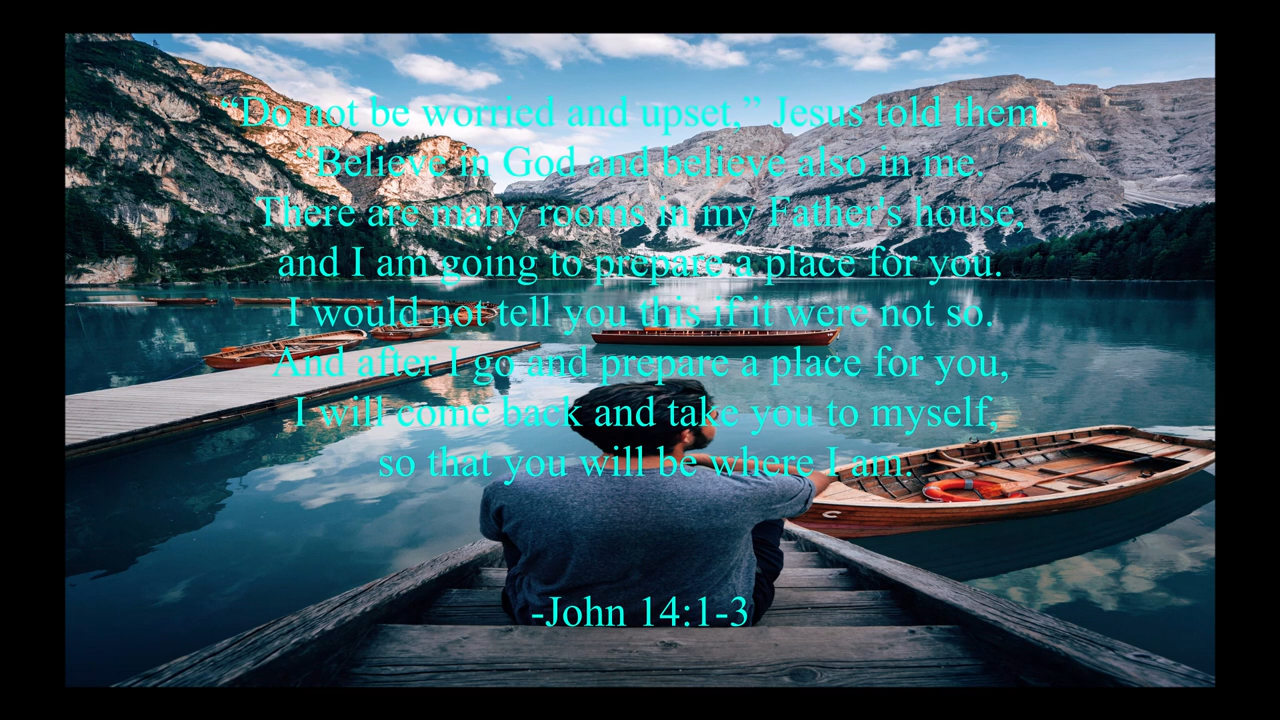 “Do not be worried and upset,” Jesus told them.
“Believe in God and believe also in me.
There are many rooms in my Father's house,
and I am going to prepare a place for you.
I would not tell you this if it were not so.
And after I go and prepare a place for you,
I will come back and take you to myself,
so that you will be where I am.
-John 14:1-3